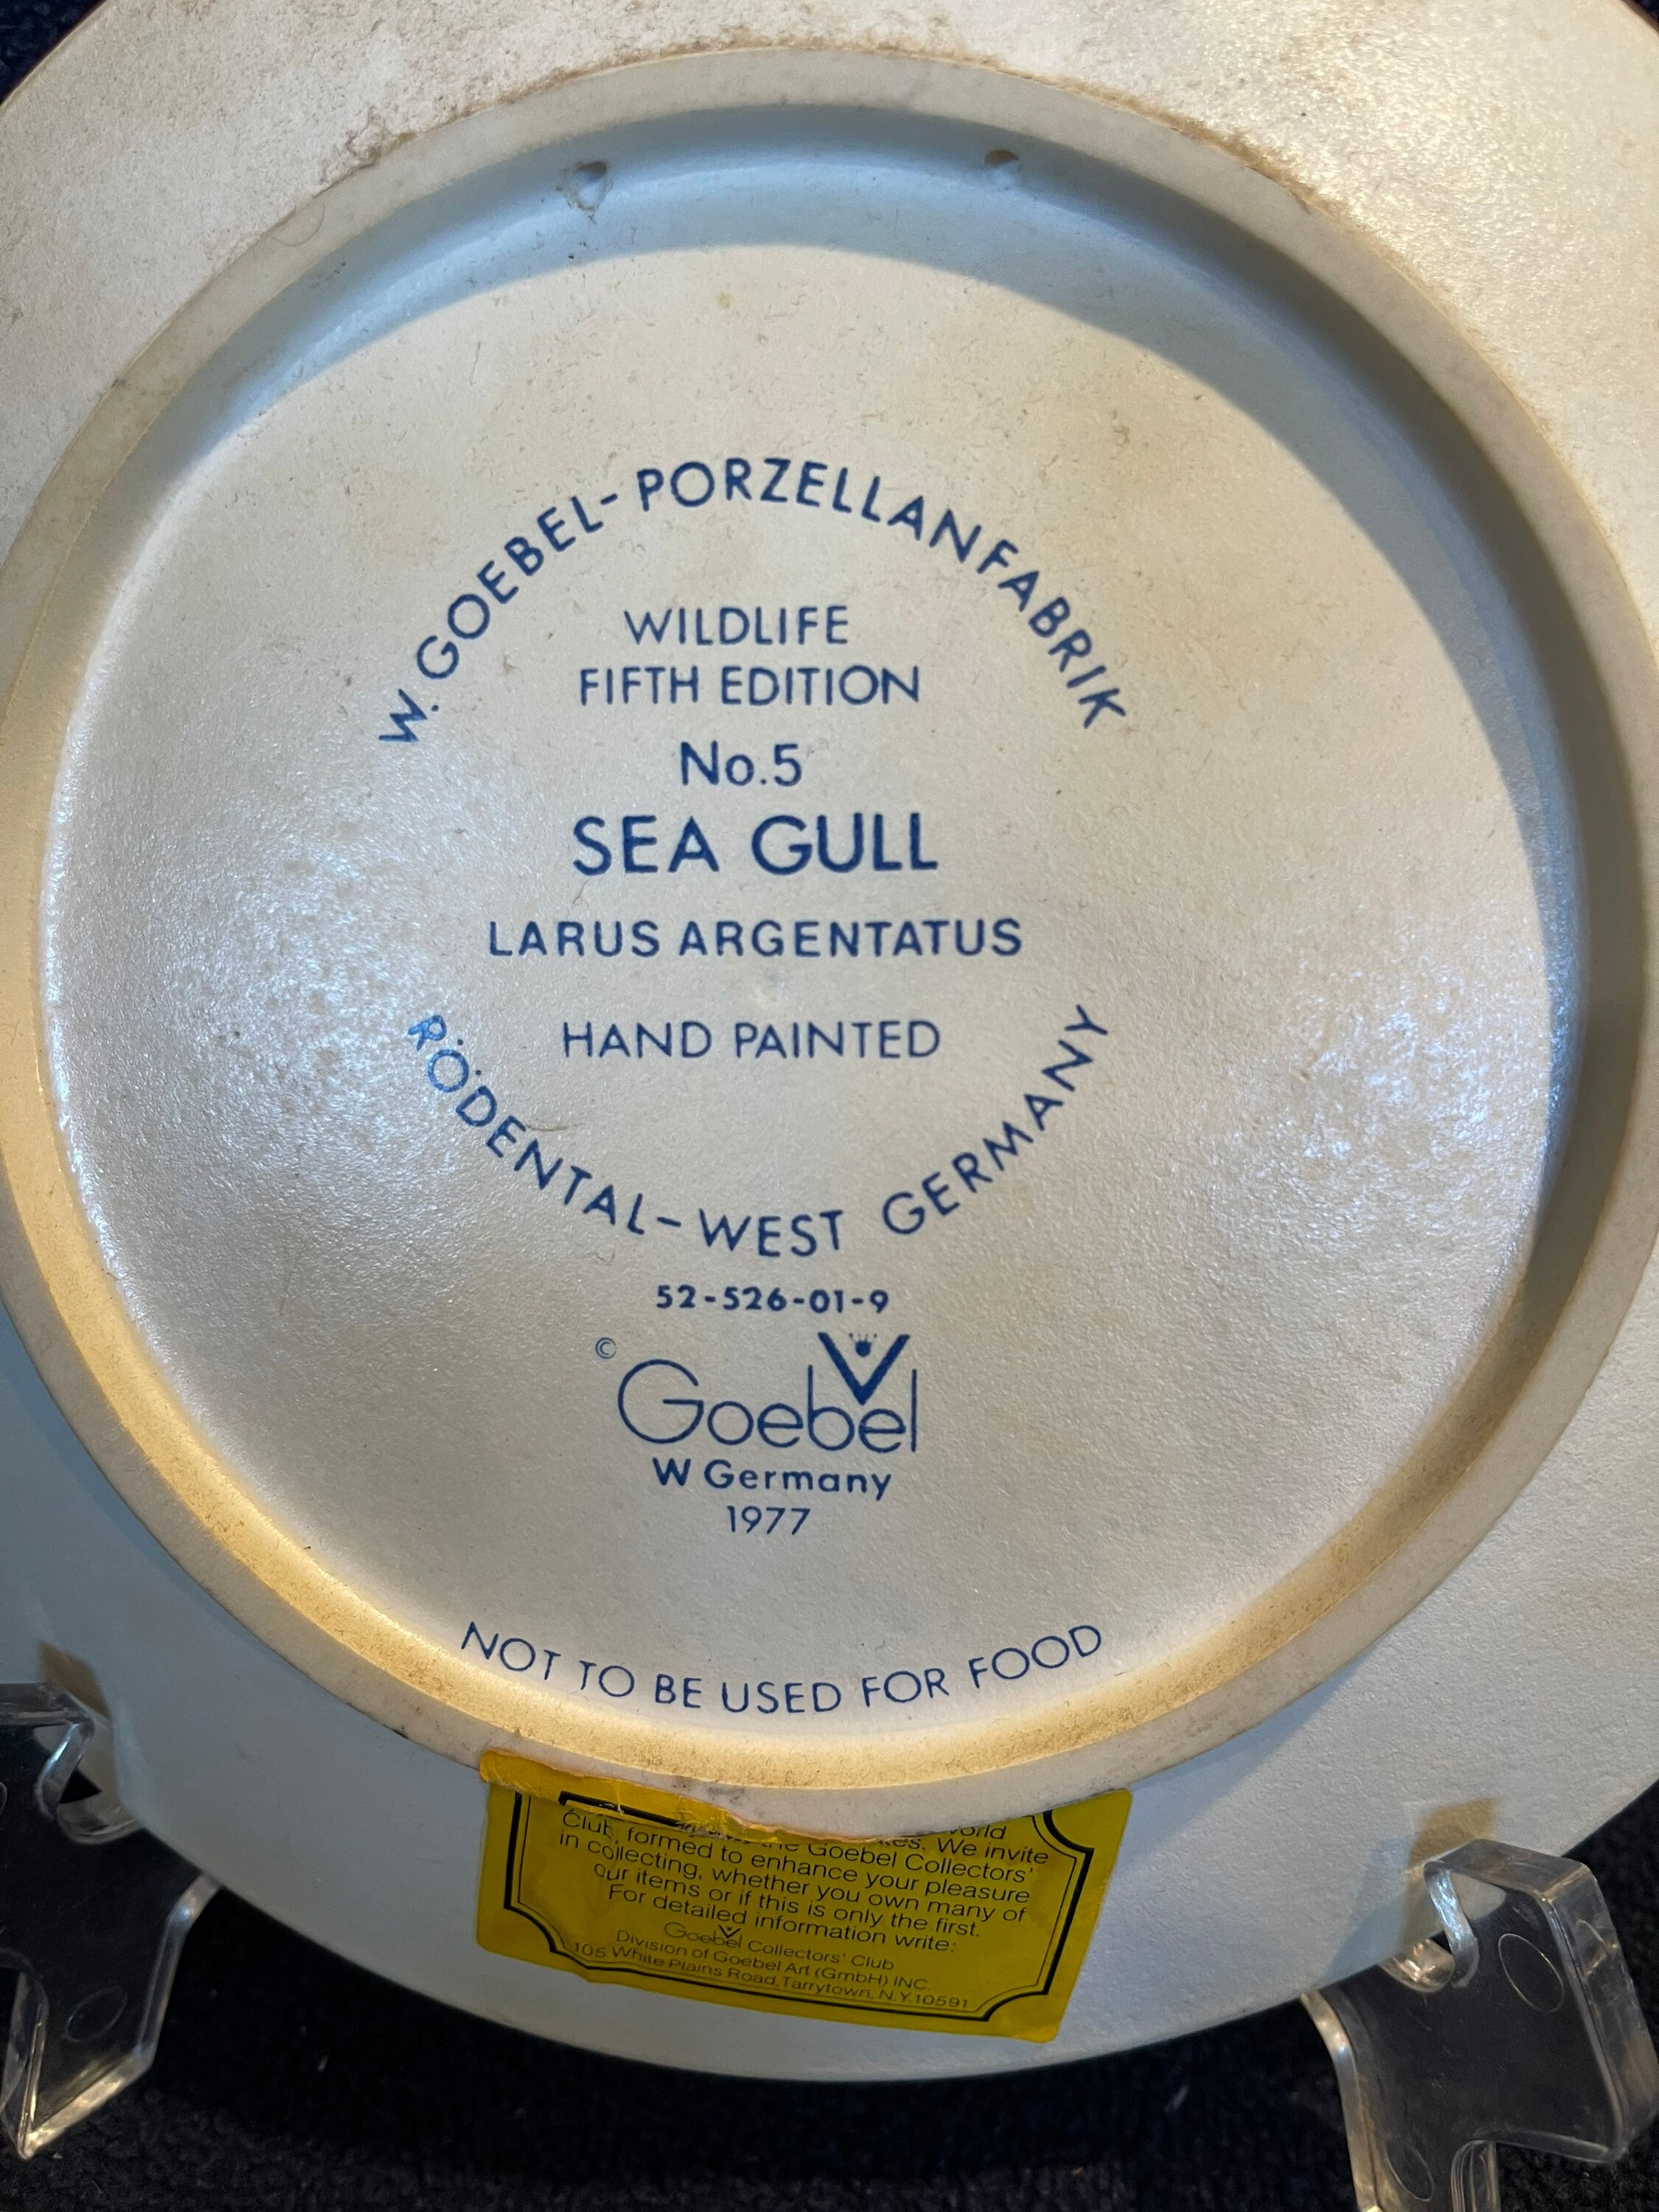 W. GOEBEL-PORZELLANFABRIK
WILDLIFE
FIFTH EDITION
No.5
SEA GULL
LARUS ARGENTATUS
HAND PAINTED
RÖDENTAL-WEST GERMANY
52-526-01-9
© Goebel
W Germany
1977
NOT TO BE USED FOR FOOD
the Goebel Collectors'
Club, formed to enhance your pleasure
in collecting, whether you own many of
our items or if this is only the first.
For detailed information write:
Goebel Collectors' Club
Division of Goebel Art (GmbH) INC.
105 White Plains Road, Tarrytown, N.Y. 10591